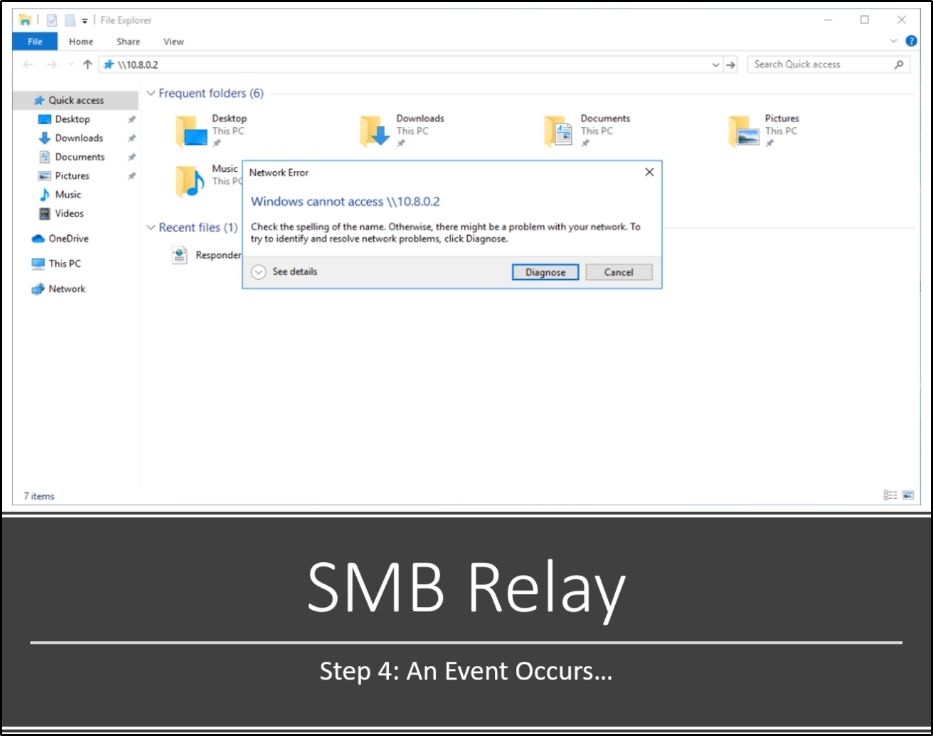 File Explorer
File Home Share View
\\10.8.0.2
Search Quick access
Quick access
Desktop
Downloads
Documents
Pictures
Music
Videos
OneDrive
This PC
Network
Frequent folders (6)
Desktop
This PC
Downloads
This PC
Documents
This PC
Pictures
This PC
Music
This PC
Recent files (1)
Responder
Network Error
Windows cannot access \\10.8.0.2
Check the spelling of the name. Otherwise, there might be a problem with your network. To
try to identify and resolve network problems, click Diagnose.
See details
Diagnose
Cancel
7 items
SMB Relay
Step 4: An Event Occurs...